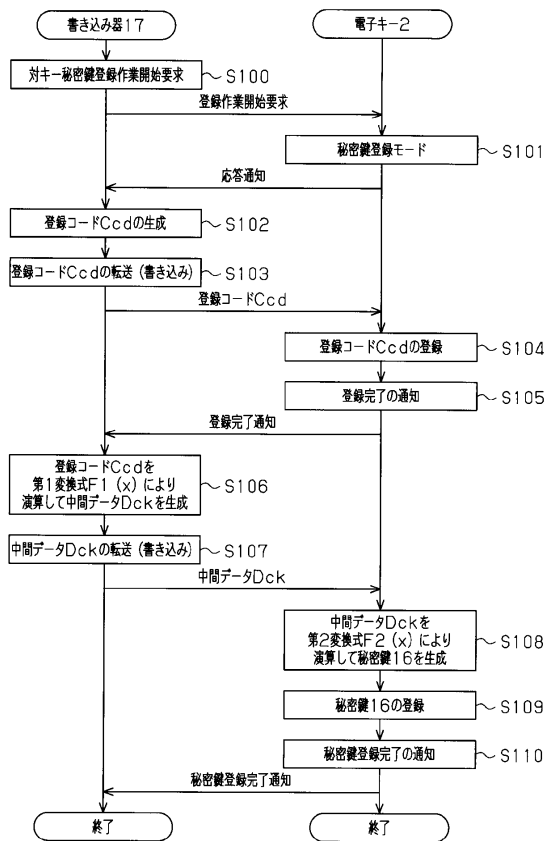 書き込み器17
電子キー2
対キー秘密鍵登録作業開始要求
S100
登録作業開始要求
秘密鍵登録モード
S101
応答通知
登録コードCcdの生成
S102
登録コードCcdの転送（書き込み）
S103
登録コードCcd
登録コードCcdの登録
S104
登録完了の通知
S105
登録完了通知
登録コードCcdを
第1変換式F1（x）により
演算して中間データDckを生成
S106
中間データDckの転送（書き込み）
S107
中間データDck
中間データDckを
第2変換式F2（x）により
演算して秘密鍵16を生成
S108
秘密鍵16の登録
S109
秘密鍵登録完了の通知
S110
秘密鍵登録完了通知
終了
終了